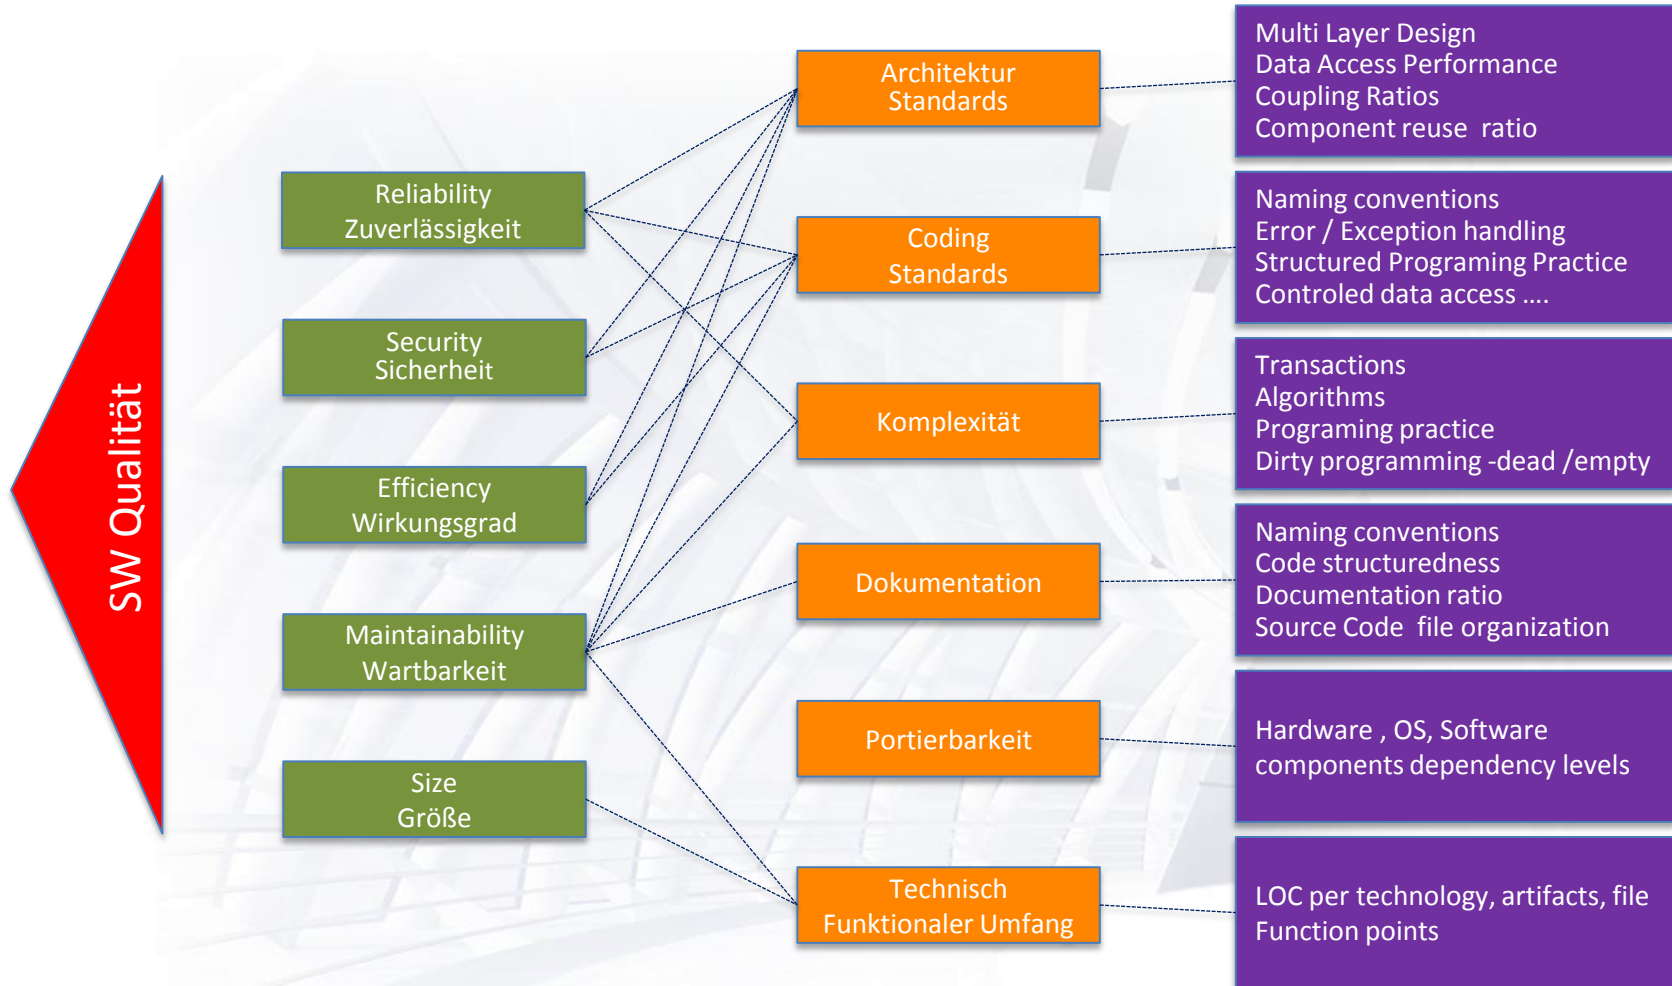 SW Qualität
Reliability
Zuverlässigkeit
Security
Sicherheit
Efficiency
Wirkungsgrad
Maintainability
Wartbarkeit
Size
Größe
Architektur
Standards
Coding
Standards
Komplexität
Dokumentation
Portierbarkeit
Technisch
Funktionaler Umfang
Multi Layer Design
Data Access Performance
Coupling Ratios
Component reuse  ratio
Naming conventions
Error / Exception handling
Structured Programing Practice
Controled data access ....
Transactions
Algorithms
Programing practice
Dirty programming -dead /empty
Naming conventions
Code structuredness
Documentation ratio
Source Code  file organization
Hardware , OS, Software
components dependency levels
LOC per technology, artifacts, file
Function points